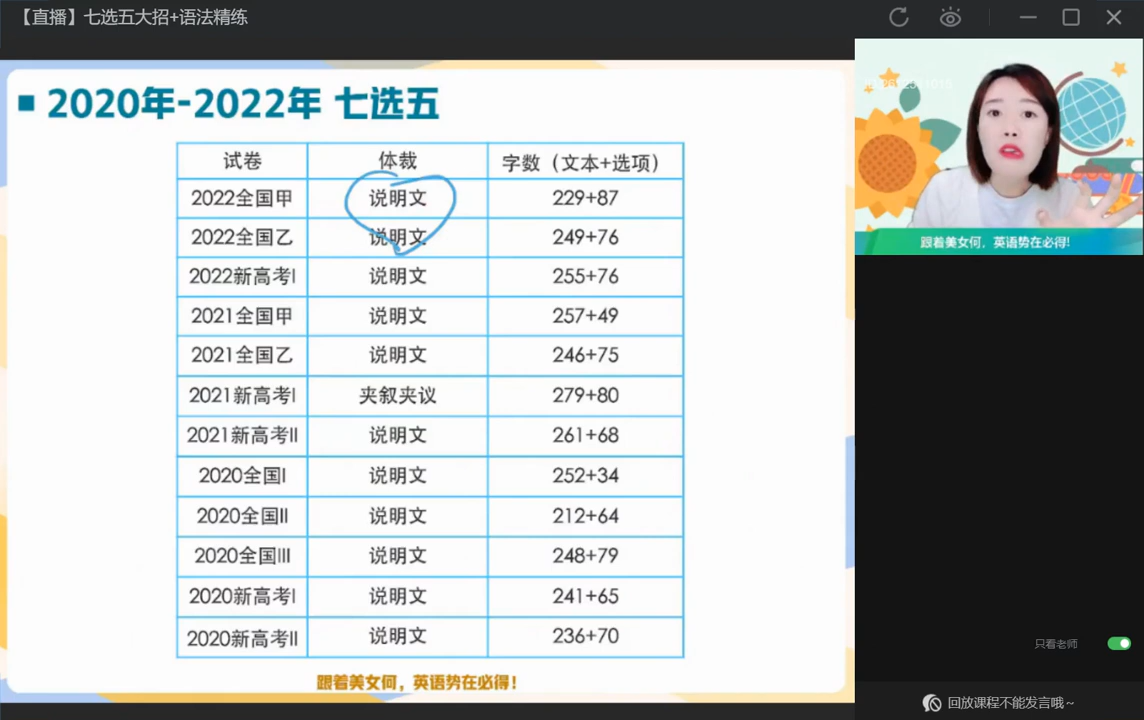 【直播】七选五大招+语法精练
2020年-2022年 七选五
试卷 体裁 字数（文本+选项）
2022全国甲 说明文 229+87
2022全国乙 说明文 249+76
2022新高考I 说明文 255+76
2021全国甲 说明文 257+49
2021全国乙 说明文 246+75
2021新高考I 夹叙夹议 279+80
2021新高考II 说明文 261+68
2020全国I 说明文 252+34
2020全国II 说明文 212+64
2020全国III 说明文 248+79
2020新高考I 说明文 241+65
2020新高考II 说明文 236+70
跟着美女何，英语势在必得！
跟着美女何，英语势在必得!
只看老师
回放课程不能发言哦~